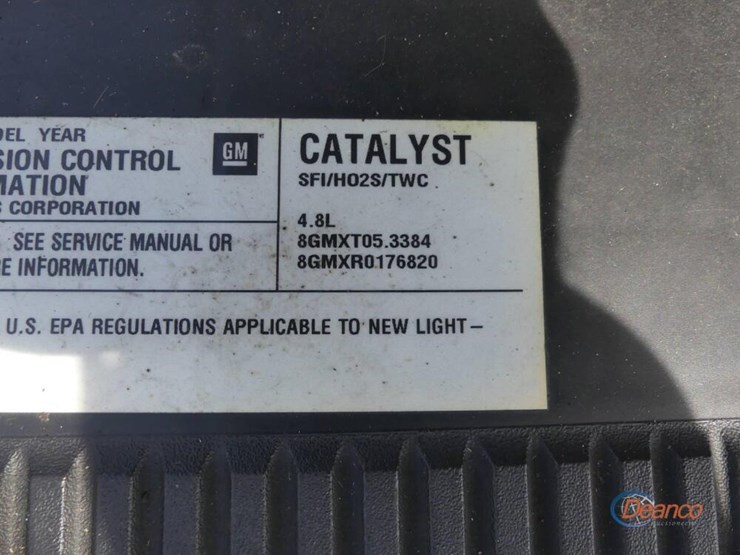 DEL YEAR
SION CONTROL
MATION
CORPORATION
GM
CATALYST
SFI/HO2S/TWC
4.8L
8GMXT05.3384
8GMXR0176820
SEE SERVICE MANUAL OR
E INFORMATION.
U.S. EPA REGULATIONS APPLICABLE TO NEW LIGHT–
Deanco